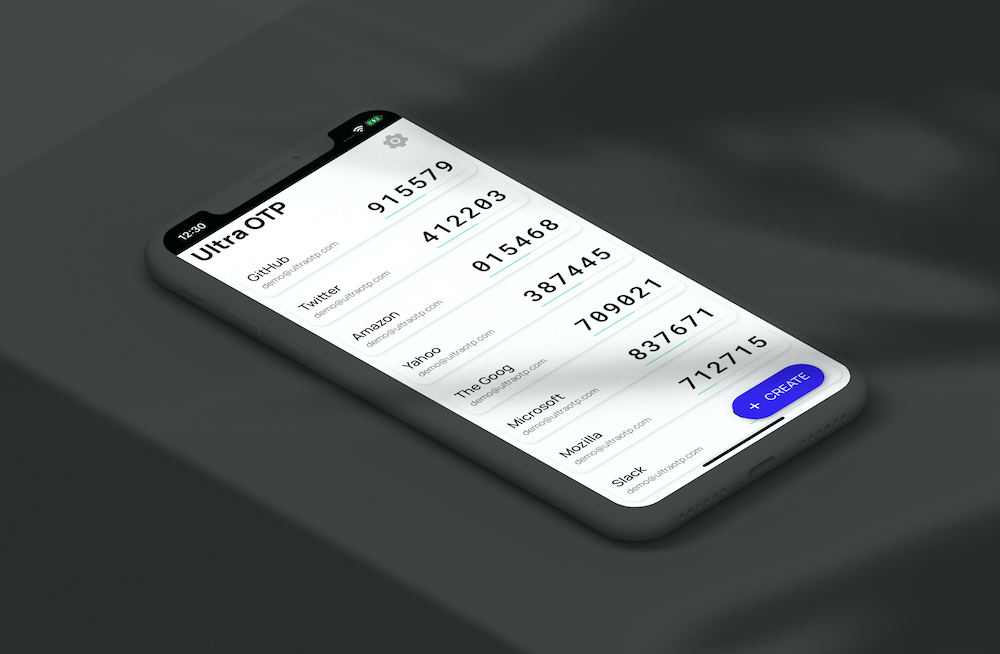 12:30
Ultra OTP
GitHub
demo@ultraotp.com
915579
Twitter
demo@ultraotp.com
412203
Amazon
demo@ultraotp.com
015468
Yahoo
demo@ultraotp.com
387445
The Goog
demo@ultraotp.com
709021
Microsoft
demo@ultraotp.com
837671
Mozilla
demo@ultraotp.com
712715
Slack
demo@ultraotp.com
+ CREATE